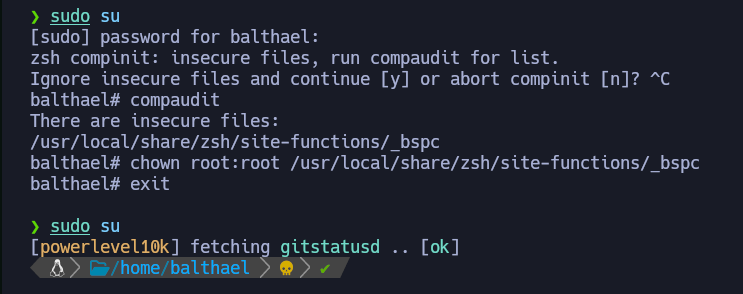 ❯ sudo su
[sudo] password for balthael:
zsh compinit: insecure files, run compaudit for list.
Ignore insecure files and continue [y] or abort compinit [n]? ^C
balthael# compaudit
There are insecure files:
/usr/local/share/zsh/site-functions/_bspc
balthael# chown root:root /usr/local/share/zsh/site-functions/_bspc
balthael# exit
❯ sudo su
[powerlevel10k] fetching gitstatusd .. [ok]
/home/balthael ✔